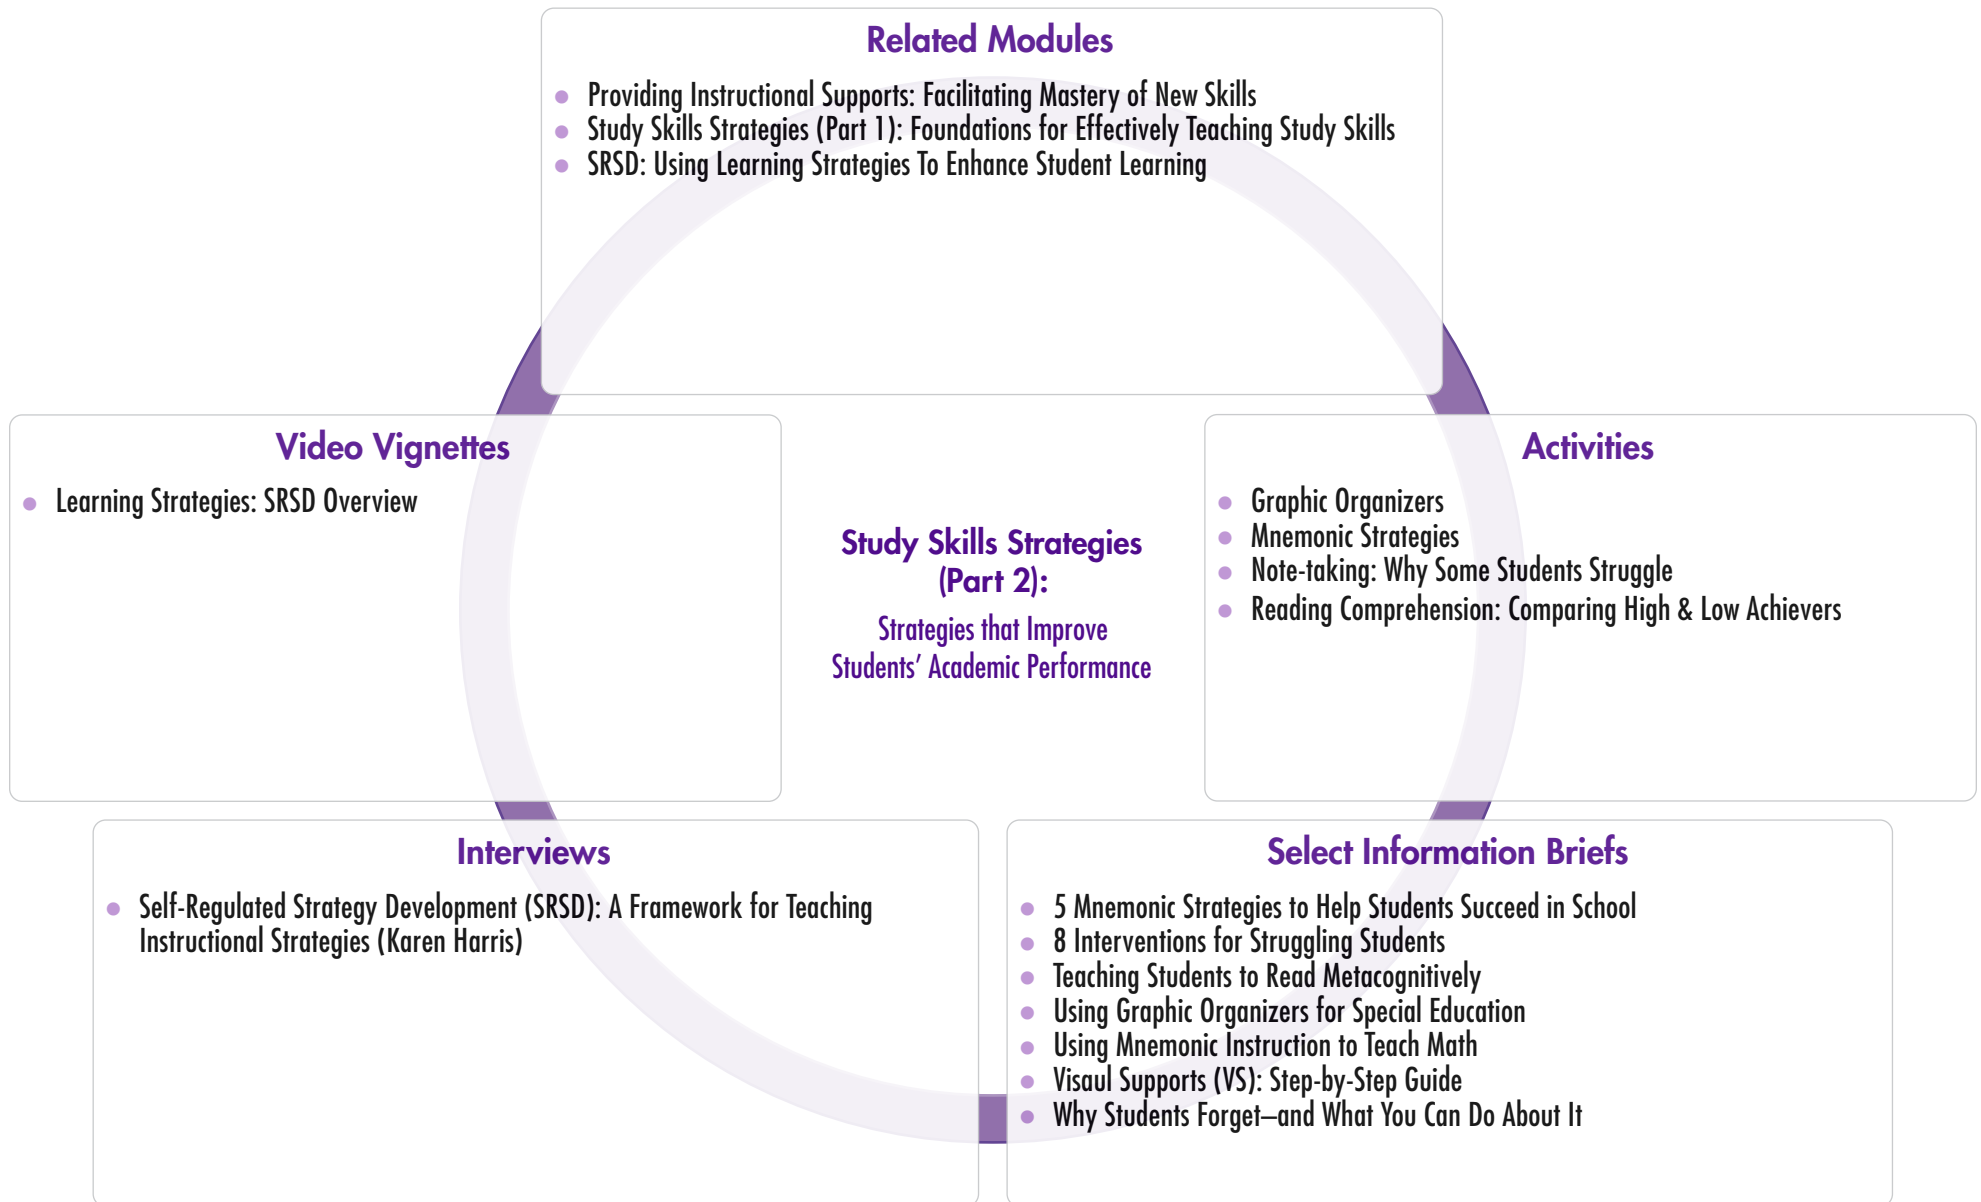 Related Modules
Providing Instructional Supports: Facilitating Mastery of New Skills
Study Skills Strategies (Part 1): Foundations for Effectively Teaching Study Skills
SRSD: Using Learning Strategies To Enhance Student Learning
Video Vignettes
Learning Strategies: SRSD Overview
Study Skills Strategies
(Part 2):
Strategies that Improve
Students’ Academic Performance
Activities
Graphic Organizers
Mnemonic Strategies
Note-taking: Why Some Students Struggle
Reading Comprehension: Comparing High & Low Achievers
Interviews
Self-Regulated Strategy Development (SRSD): A Framework for Teaching
Instructional Strategies (Karen Harris)
Select Information Briefs
5 Mnemonic Strategies to Help Students Succeed in School
8 Interventions for Struggling Students
Teaching Students to Read Metacognitively
Using Graphic Organizers for Special Education
Using Mnemonic Instruction to Teach Math
Visaul Supports (VS): Step-by-Step Guide
Why Students Forget—and What You Can Do About It